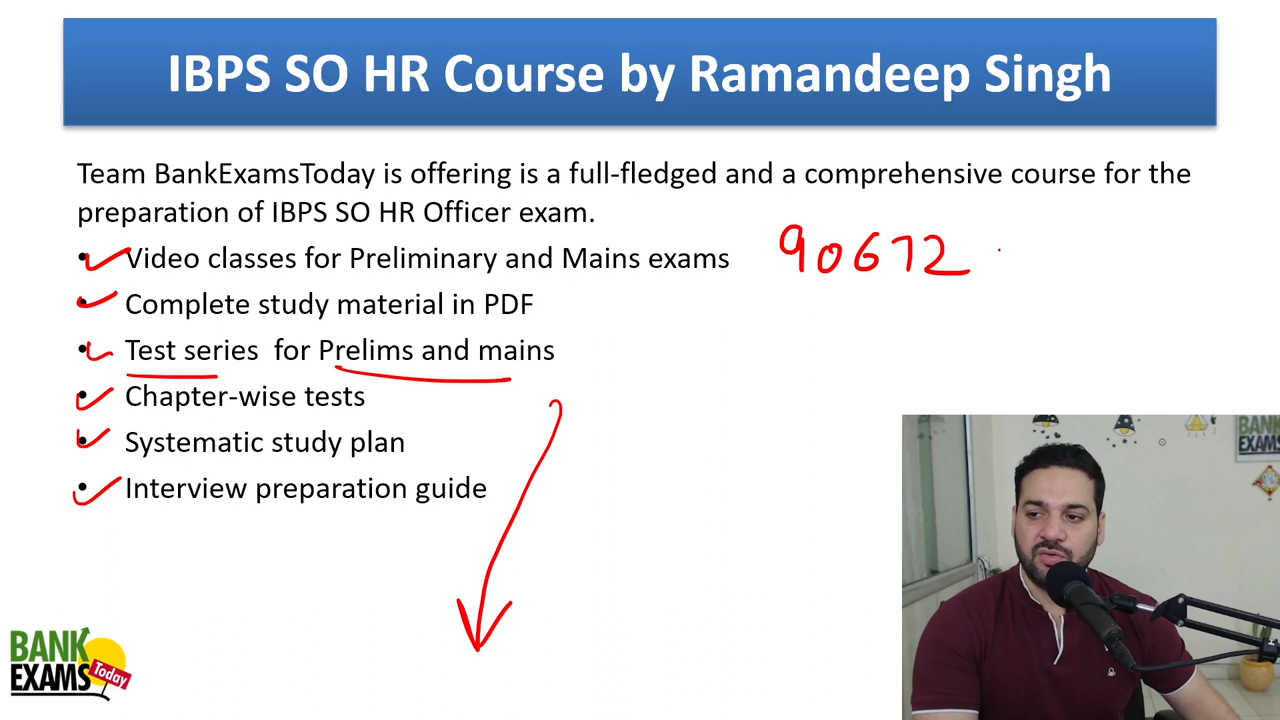 IBPS SO HR Course by Ramandeep Singh
Team BankExamsToday is offering is a full-fledged and a comprehensive course for the
preparation of IBPS SO HR Officer exam.
• Video classes for Preliminary and Mains exams
90672
• Complete study material in PDF
• Test series for Prelims and mains
• Chapter-wise tests
• Systematic study plan
• Interview preparation guide
BANK
EXAMS
BANK
EXAMS
Today